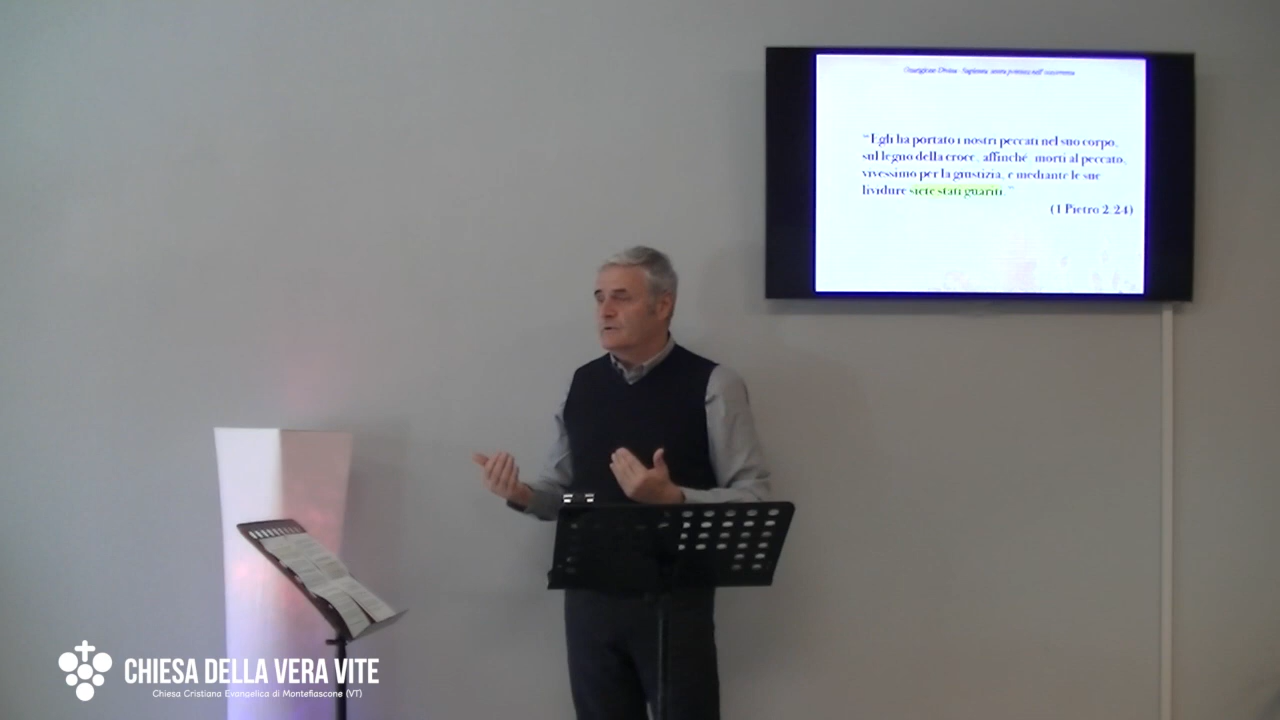 Guarigione Divina
"Egli ha portato i nostri peccati nel suo corpo,
sul legno della croce, affinché morti al peccato,
vivessimo per la giustizia, e mediante le sue
lividure siete stati guariti."
(1 Pietro 2:24)
CHIESA DELLA VERA VITE
Chiesa Cristiana Evangelica di Montefiascone (VT)